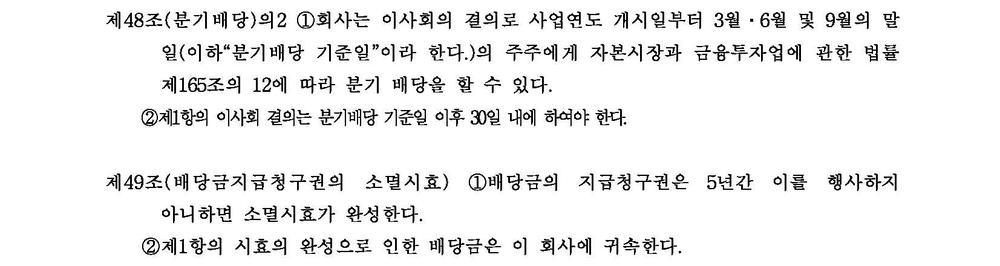 제48조(분기배당)의2 ①회사는 이사회의 결의로 사업연도 개시일부터 3월·6월 및 9월의 말
일(이하“분기배당 기준일”이라 한다.)의 주주에게 자본시장과 금융투자업에 관한 법률
제165조의 12에 따라 분기 배당을 할 수 있다.
②제1항의 이사회 결의는 분기배당 기준일 이후 30일 내에 하여야 한다.
제49조(배당금지급청구권의 소멸시효) ①배당금의 지급청구권은 5년간 이를 행사하지
아니하면 소멸시효가 완성한다.
②제1항의 시효의 완성으로 인한 배당금은 이 회사에 귀속한다.